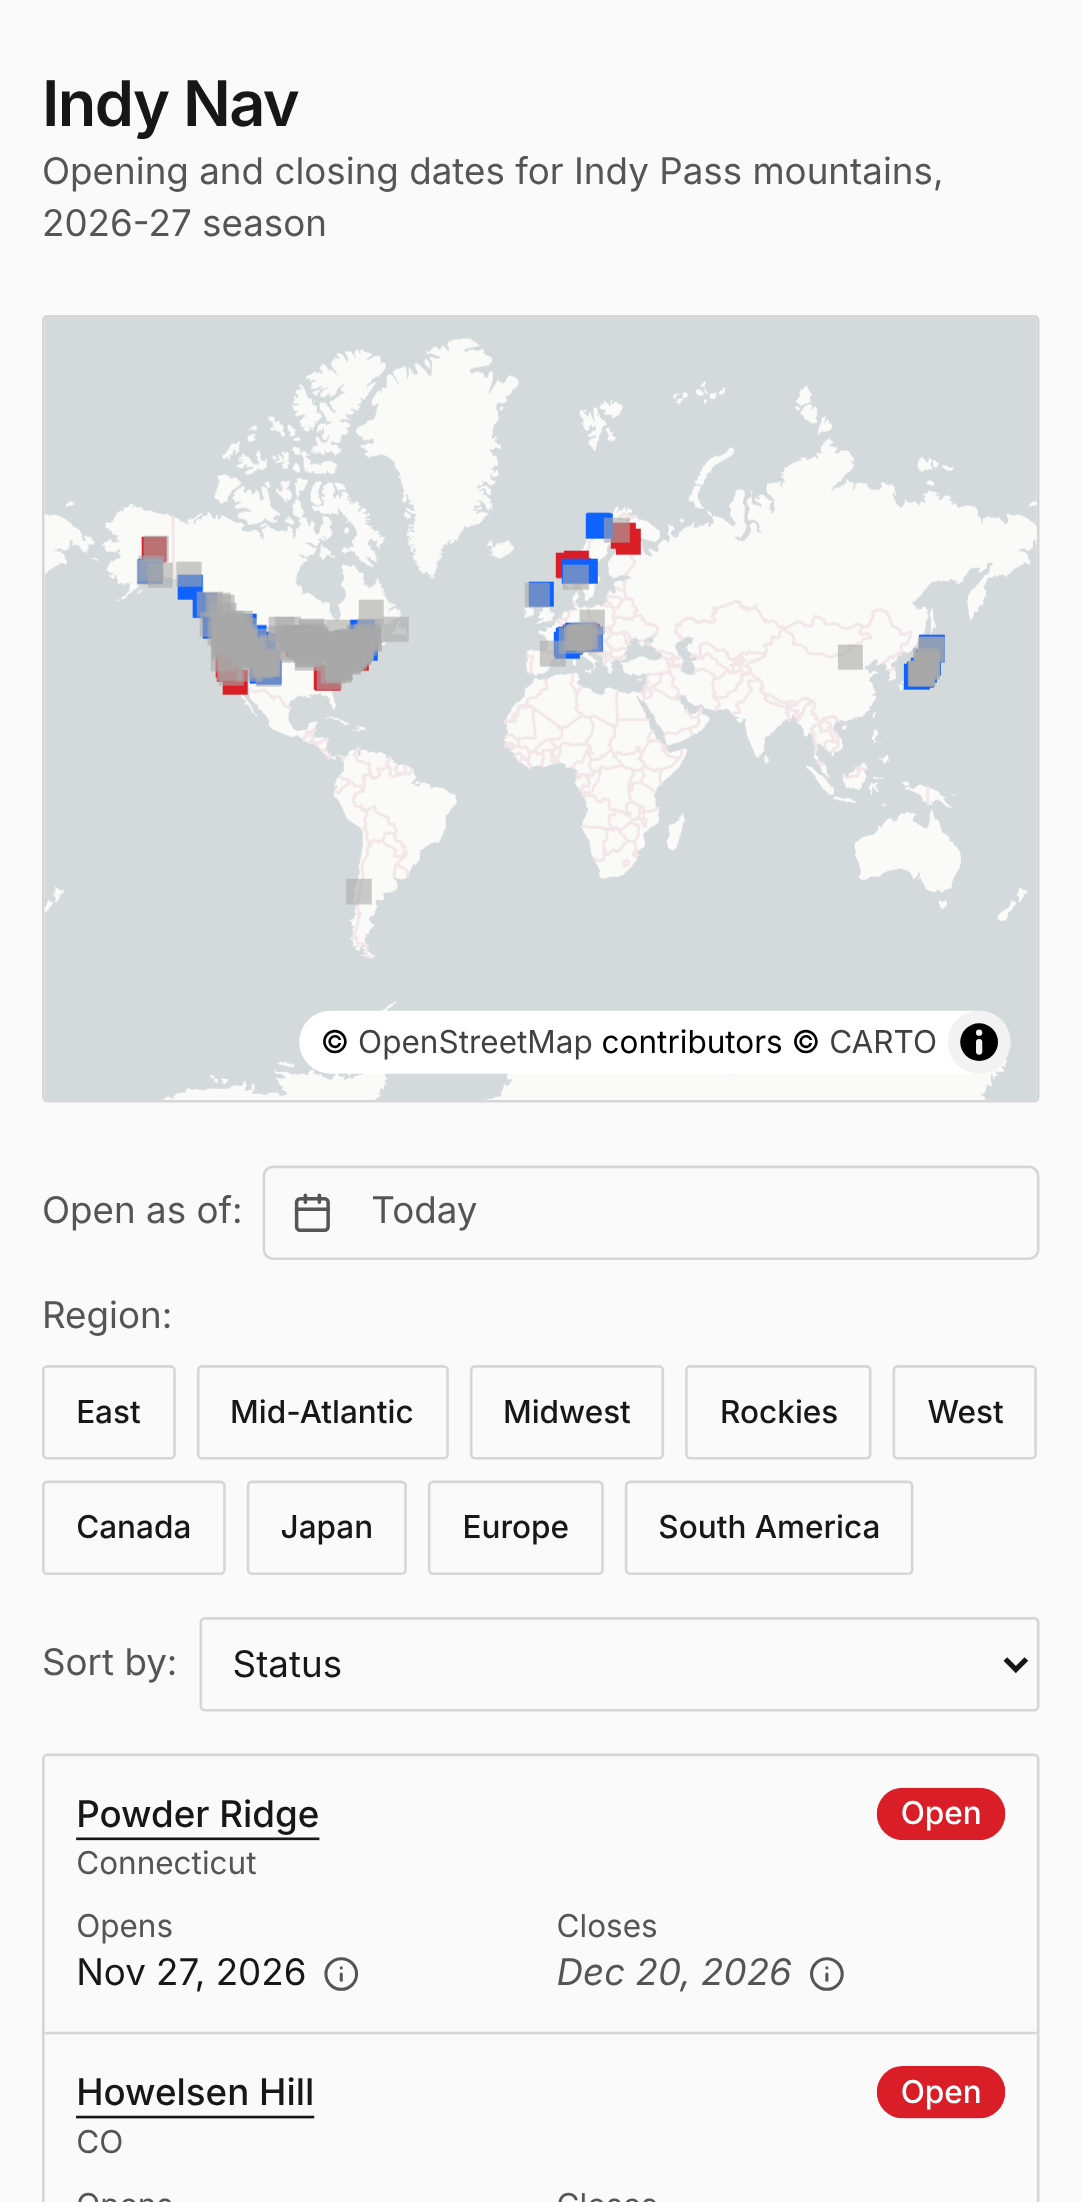 Indy Nav
Opening and closing dates for Indy Pass mountains,
2026-27 season
© OpenStreetMap contributors © CARTO
Open as of:
Today
Region:
East
Mid-Atlantic
Midwest
Rockies
West
Canada
Japan
Europe
South America
Sort by:
Status
Powder Ridge
Open
Connecticut
Opens
Closes
Nov 27, 2026
Dec 20, 2026
Howelsen Hill
Open
CO
Opens
Closes